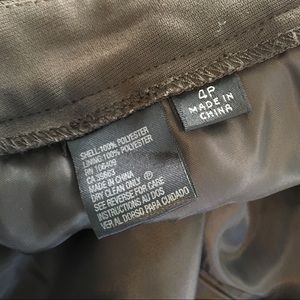 4P
MADE IN
CHINA
SHELL:100% POLYESTER
LINING:100% POLYESTER
RN 106409
CA 39863
MADE IN CHINA
DRY CLEAN ONLY Ⓟ
SEE REVERSE FOR CARE
INSTRUCTIONS AU DOS
VER AL DORSO PARA CUIDADO